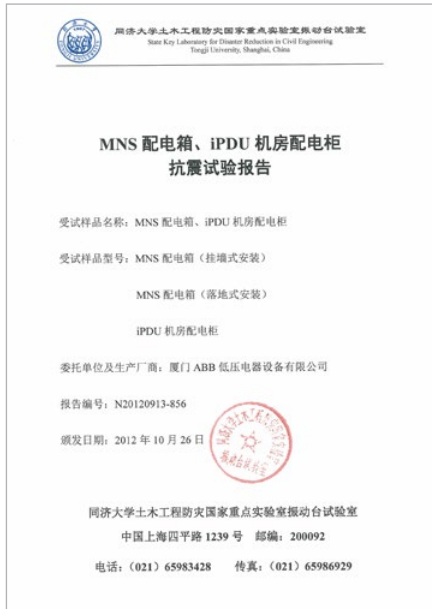 同济大学土木工程防灾国家重点实验室振动台试验室
State Key Laboratory for Disaster Reduction in Civil Engineering
Tongji University, Shanghai, China
MNS 配电箱、iPDU 机房配电柜
抗震试验报告
受试样品名称：MNS 配电箱、iPDU 机房配电柜
受试样品型号：MNS 配电箱（挂墙式安装）
MNS 配电箱（落地式安装）
iPDU 机房配电柜
委托单位及生产厂商：厦门 ABB 低压电器设备有限公司
报告编号：N20120913-856
颁发日期：2012 年 10 月 26 日
同济大学土木工程防灾国家重点实验室振动台试验室
中国上海四平路 1239 号 邮编：200092
电话：（021）65983428 传真：（021）65986929